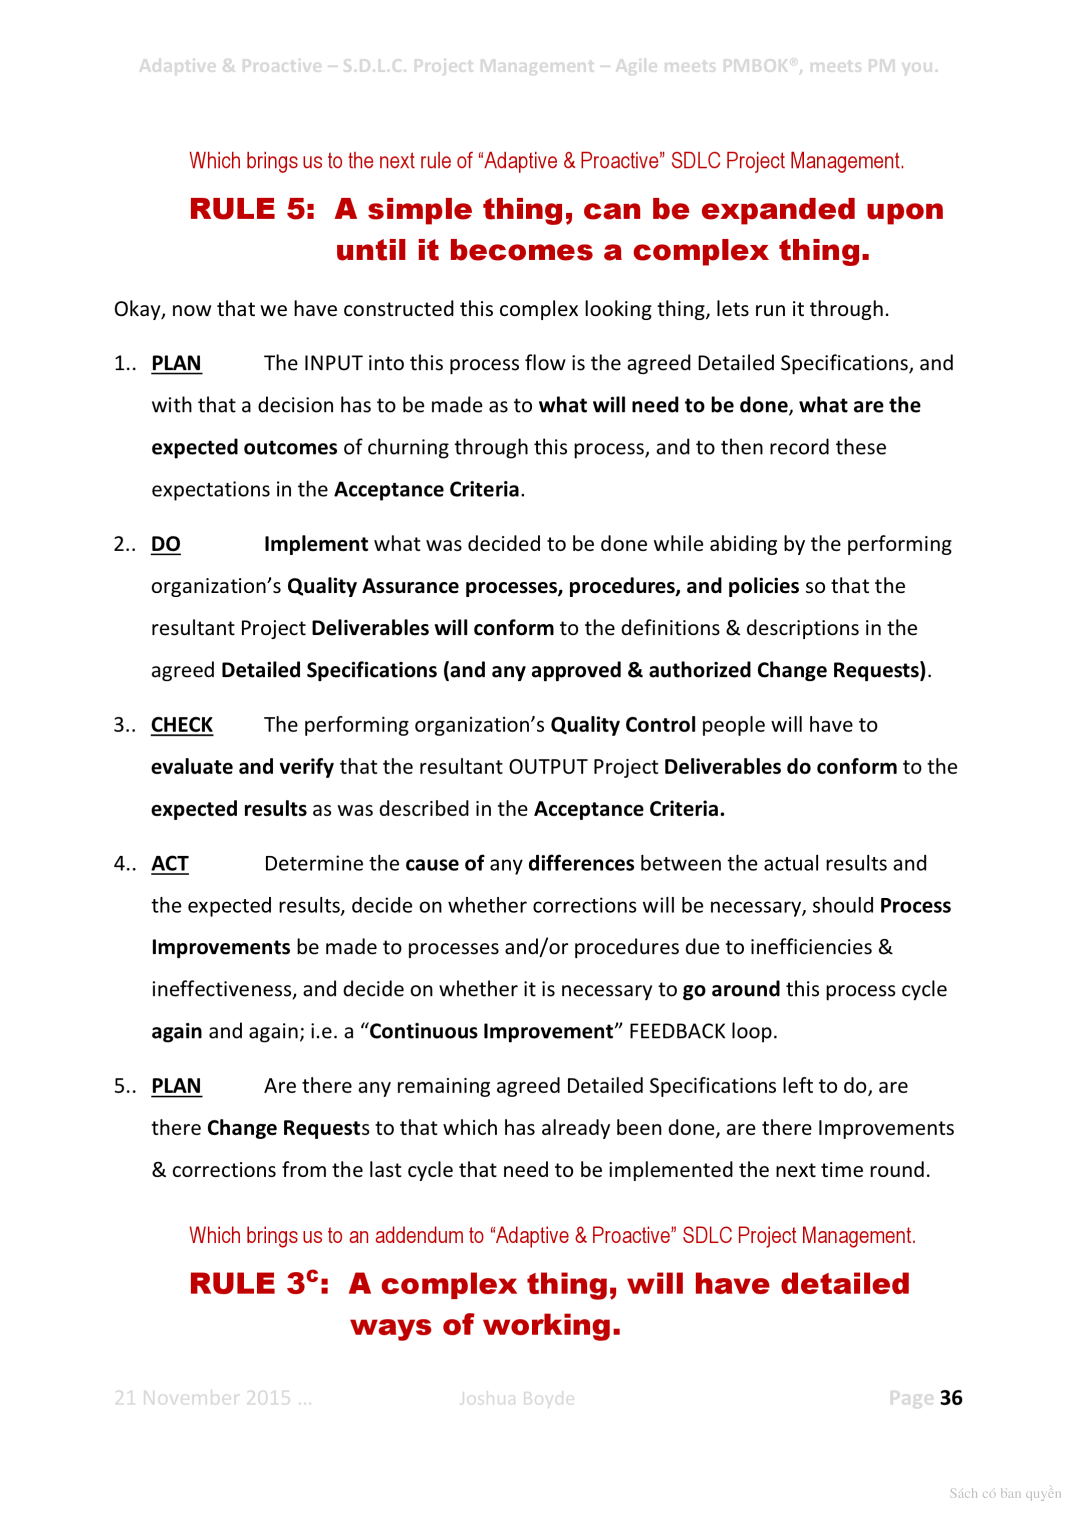 Adaptive & Proactive – S.D.L.C. Project Management – Agile meets PMBOK®, meets PM you.
Which brings us to the next rule of “Adaptive & Proactive” SDLC Project Management.
RULE 5: A simple thing, can be expanded upon
until it becomes a complex thing.
Okay, now that we have constructed this complex looking thing, lets run it through.
1.. PLAN The INPUT into this process flow is the agreed Detailed Specifications, and
with that a decision has to be made as to what will need to be done, what are the
expected outcomes of churning through this process, and to then record these
expectations in the Acceptance Criteria.
2.. DO Implement what was decided to be done while abiding by the performing
organization’s Quality Assurance processes, procedures, and policies so that the
resultant Project Deliverables will conform to the definitions & descriptions in the
agreed Detailed Specifications (and any approved & authorized Change Requests).
3.. CHECK The performing organization’s Quality Control people will have to
evaluate and verify that the resultant OUTPUT Project Deliverables do conform to the
expected results as was described in the Acceptance Criteria.
4.. ACT Determine the cause of any differences between the actual results and
the expected results, decide on whether corrections will be necessary, should Process
Improvements be made to processes and/or procedures due to inefficiencies &
ineffectiveness, and decide on whether it is necessary to go around this process cycle
again and again; i.e. a “Continuous Improvement” FEEDBACK loop.
5.. PLAN Are there any remaining agreed Detailed Specifications left to do, are
there Change Requests to that which has already been done, are there Improvements
& corrections from the last cycle that need to be implemented the next time round.
Which brings us to an addendum to “Adaptive & Proactive” SDLC Project Management.
RULE 3ᶜ: A complex thing, will have detailed
ways of working.
21 November 2015 … Joshua Boyde Page 36
Sách có bản quyền